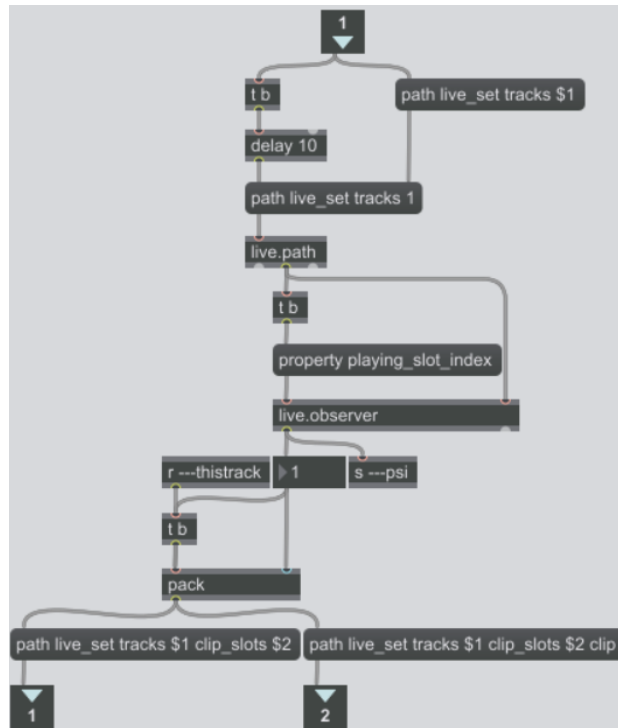 1
t b
path live_set tracks $1
delay 10
path live_set tracks 1
live.path
t b
property playing_slot_index
live.observer
r ---thistrack
1
s ---psi
t b
pack
path live_set tracks $1 clip_slots $2
path live_set tracks $1 clip_slots $2 clip
1
2